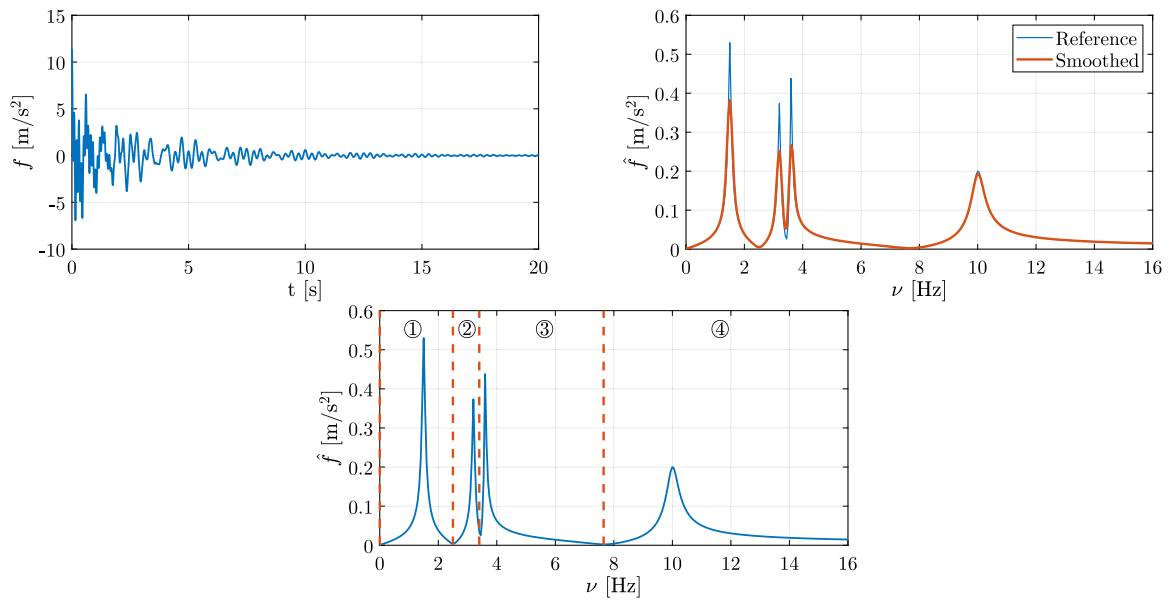 15
10
5
0
-5
-10
f [m/s²]
0 5 10 15 20
t [s]
0.6
0.5
0.4
0.3
0.2
0.1
0
f̂ [m/s²]
Reference
Smoothed
0 2 4 6 8 10 12 14 16
ν [Hz]
0.6
0.5
0.4
0.3
0.2
0.1
0
f̂ [m/s²]
① ② ③ ④
0 2 4 6 8 10 12 14 16
ν [Hz]